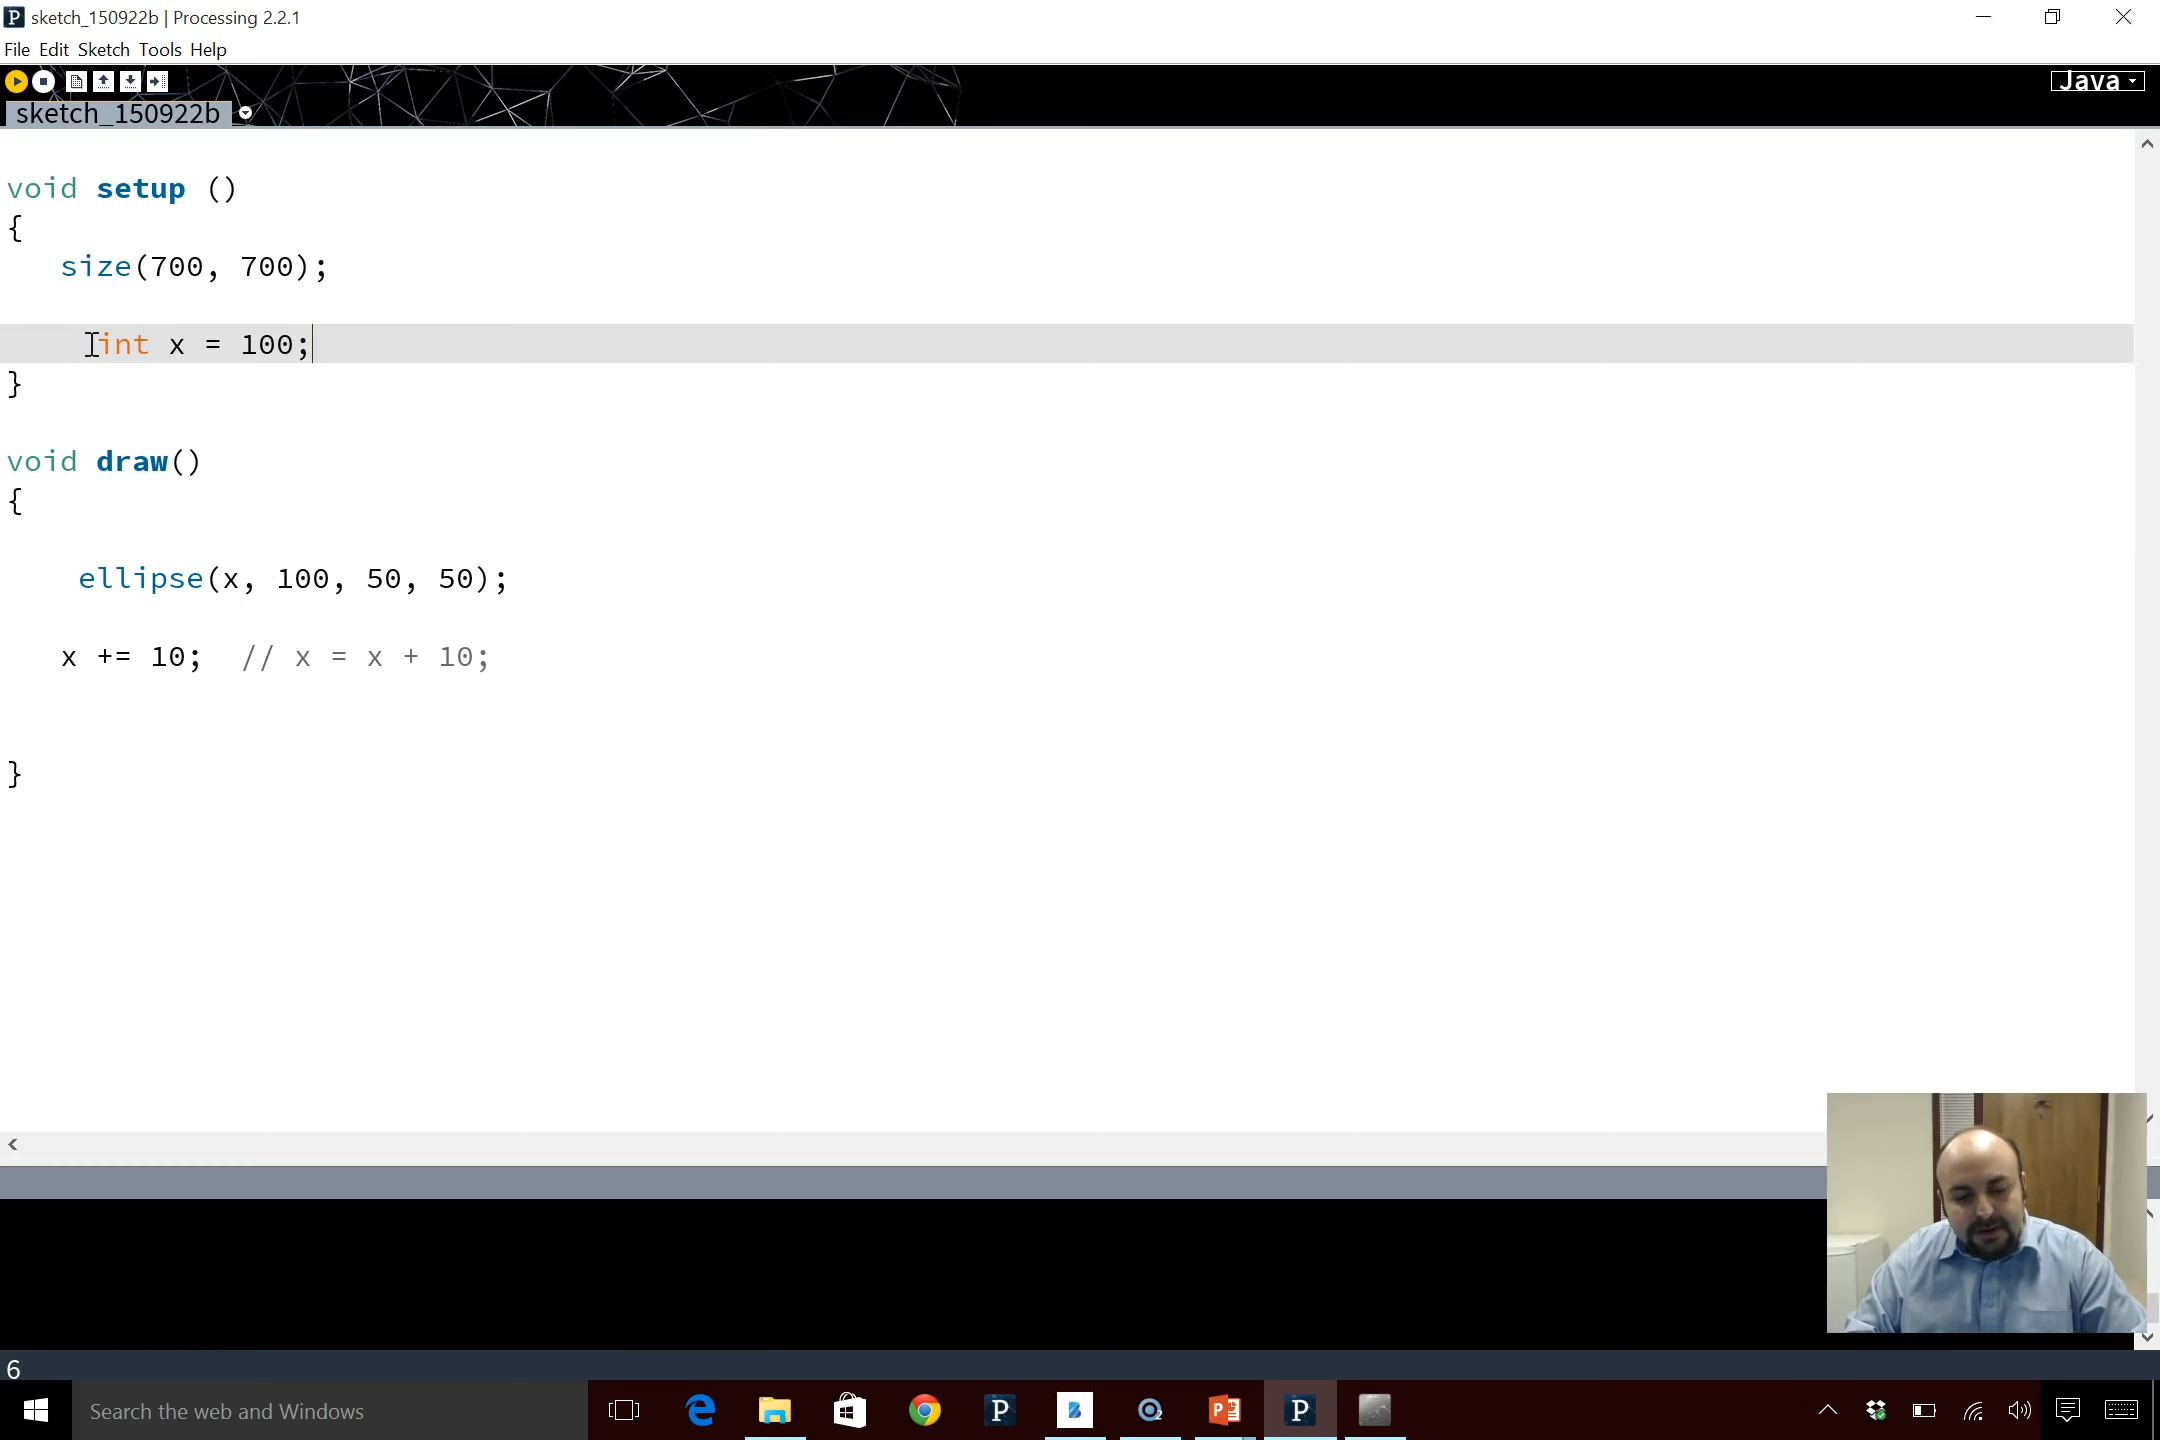 sketch_150922b | Processing 2.2.1
File Edit Sketch Tools Help
Java
sketch_150922b
void setup ()
{
size(700, 700);
int x = 100;
}
void draw()
{
ellipse(x, 100, 50, 50);
x += 10; // x = x + 10;
}
6
Search the web and Windows